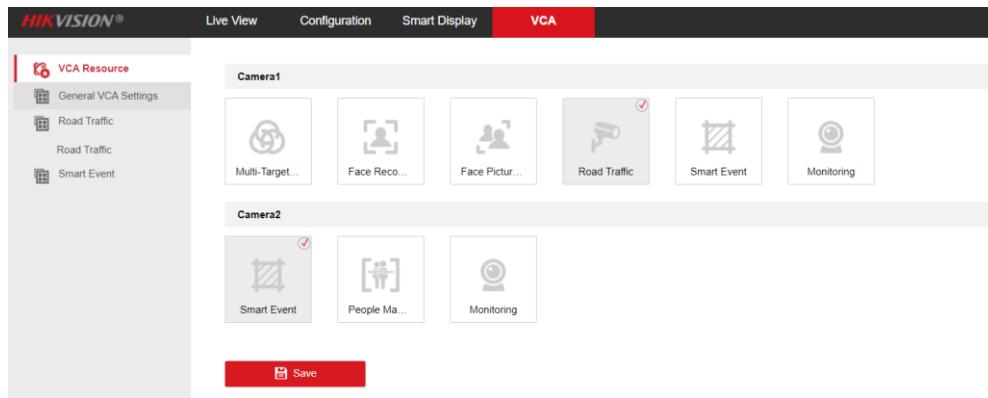 HIKVISION®
Live View Configuration Smart Display VCA
VCA Resource
General VCA Settings
Road Traffic
Road Traffic
Smart Event
Camera1
Multi-Target... Face Reco... Face Pictur... Road Traffic Smart Event Monitoring
Camera2
Smart Event People Ma... Monitoring
Save